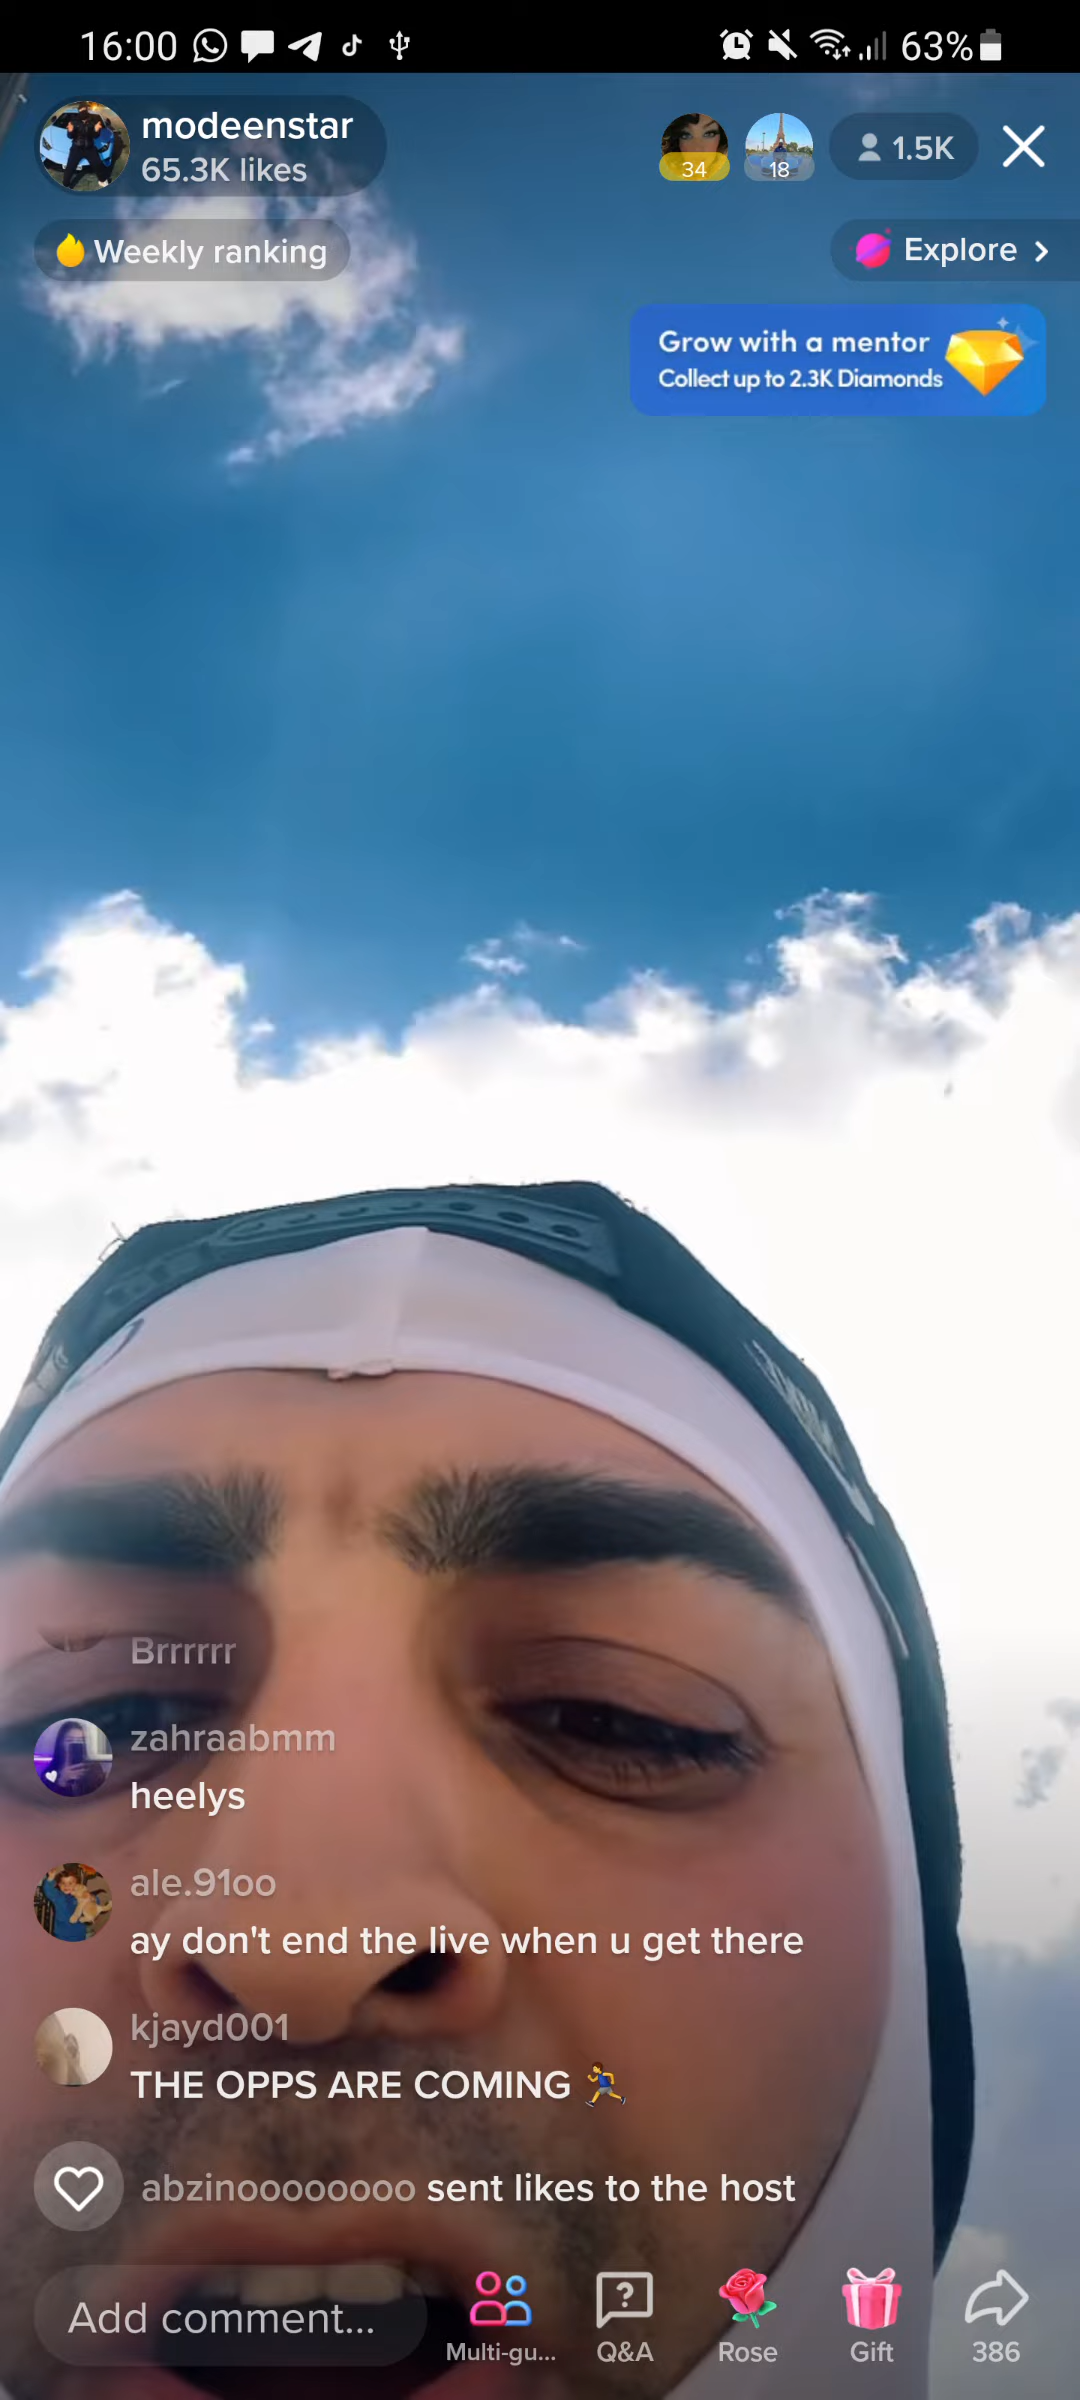 16:00
63%
modeenstar
65.3K likes
34
18
1.5K
Weekly ranking
Explore
Grow with a mentor
Collect up to 2.3K Diamonds
Brrrrrr
zahraabmm
heelys
ale.91oo
ay don't end the live when u get there
kjayd001
THE OPPS ARE COMING 🏃
abzinoooooooo sent likes to the host
Add comment...
Multi-gu...
Q&A
Rose
Gift
386